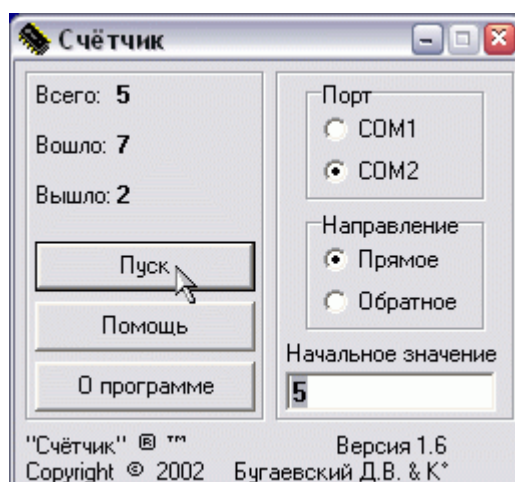 Счётчик
Всего: 5
Вошло: 7
Вышло: 2
Пуск
Помощь
О программе
Порт
COM1
COM2
Направление
Прямое
Обратное
Начальное значение
5
"Счётчик" ® ™ Версия 1.6
Copyright © 2002 Бугаевский Д.В. & К°